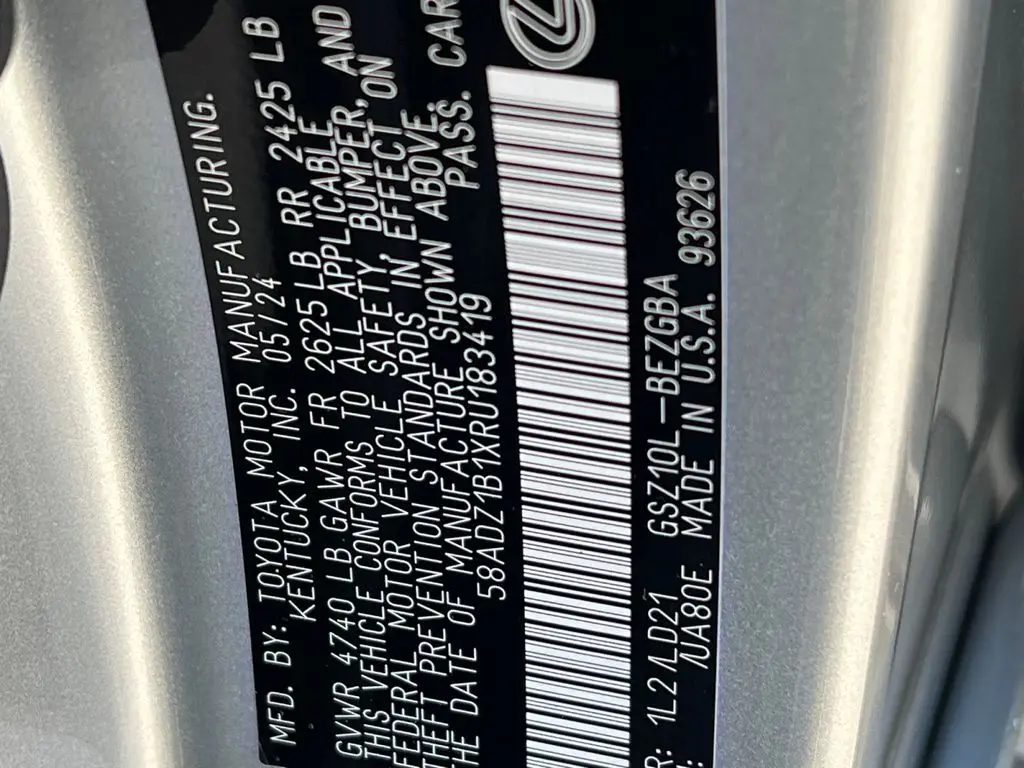 MFD. BY: TOYOTA MOTOR MANUFACTURING.
KENTUCKY, INC. 05/24
GVWR 4740 LB GAWR FR 2625 LB RR 2425 LB
THIS VEHICLE CONFORMS TO ALL APPLICABLE
FEDERAL MOTOR VEHICLE SAFETY, BUMPER, AND
THEFT PREVENTION STANDARDS IN EFFECT ON
THE DATE OF MANUFACTURE SHOWN ABOVE.
58ADZ1B1XRU183419 PASS. CAR
R: 1L2 /LD21 GSZ10L-BEZGBA
/UA80E MADE IN U.S.A. 93626